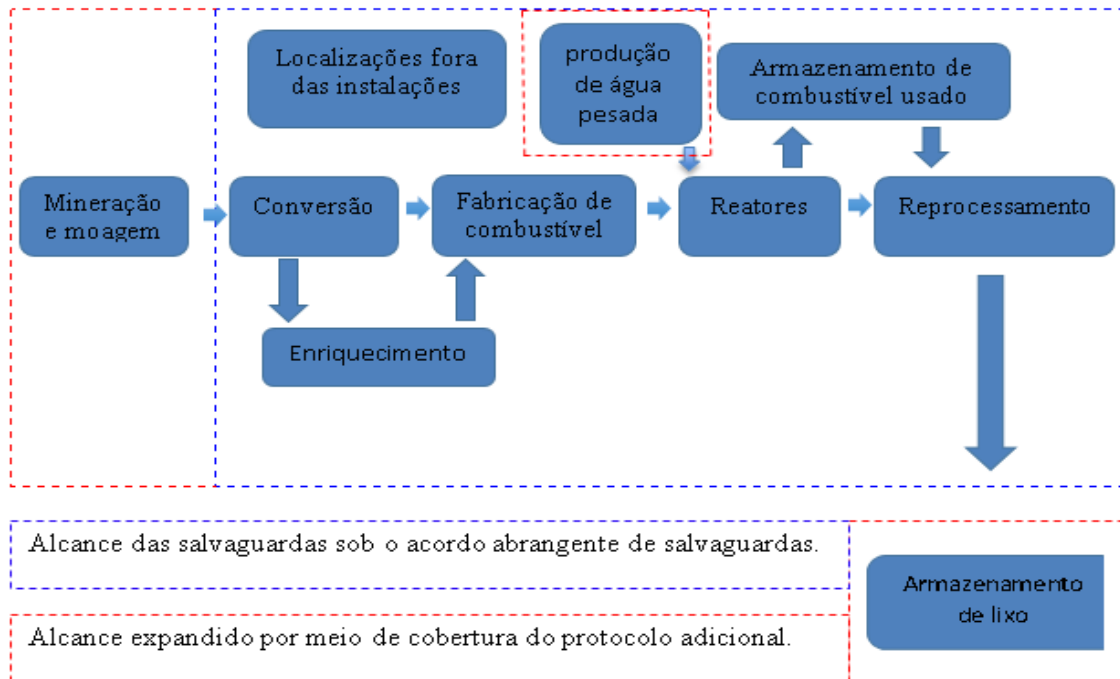 Localizações fora
das instalações
produção
de água
pesada
Armazenamento de
combustível usado
Mineração
e moagem
Conversão
Fabricação de
combustível
Reatores
Reprocessamento
Enriquecimento
Alcance das salvaguardas sob o acordo abrangente de salvaguardas.
Alcance expandido por meio de cobertura do protocolo adicional.
Armazenamento
de lixo